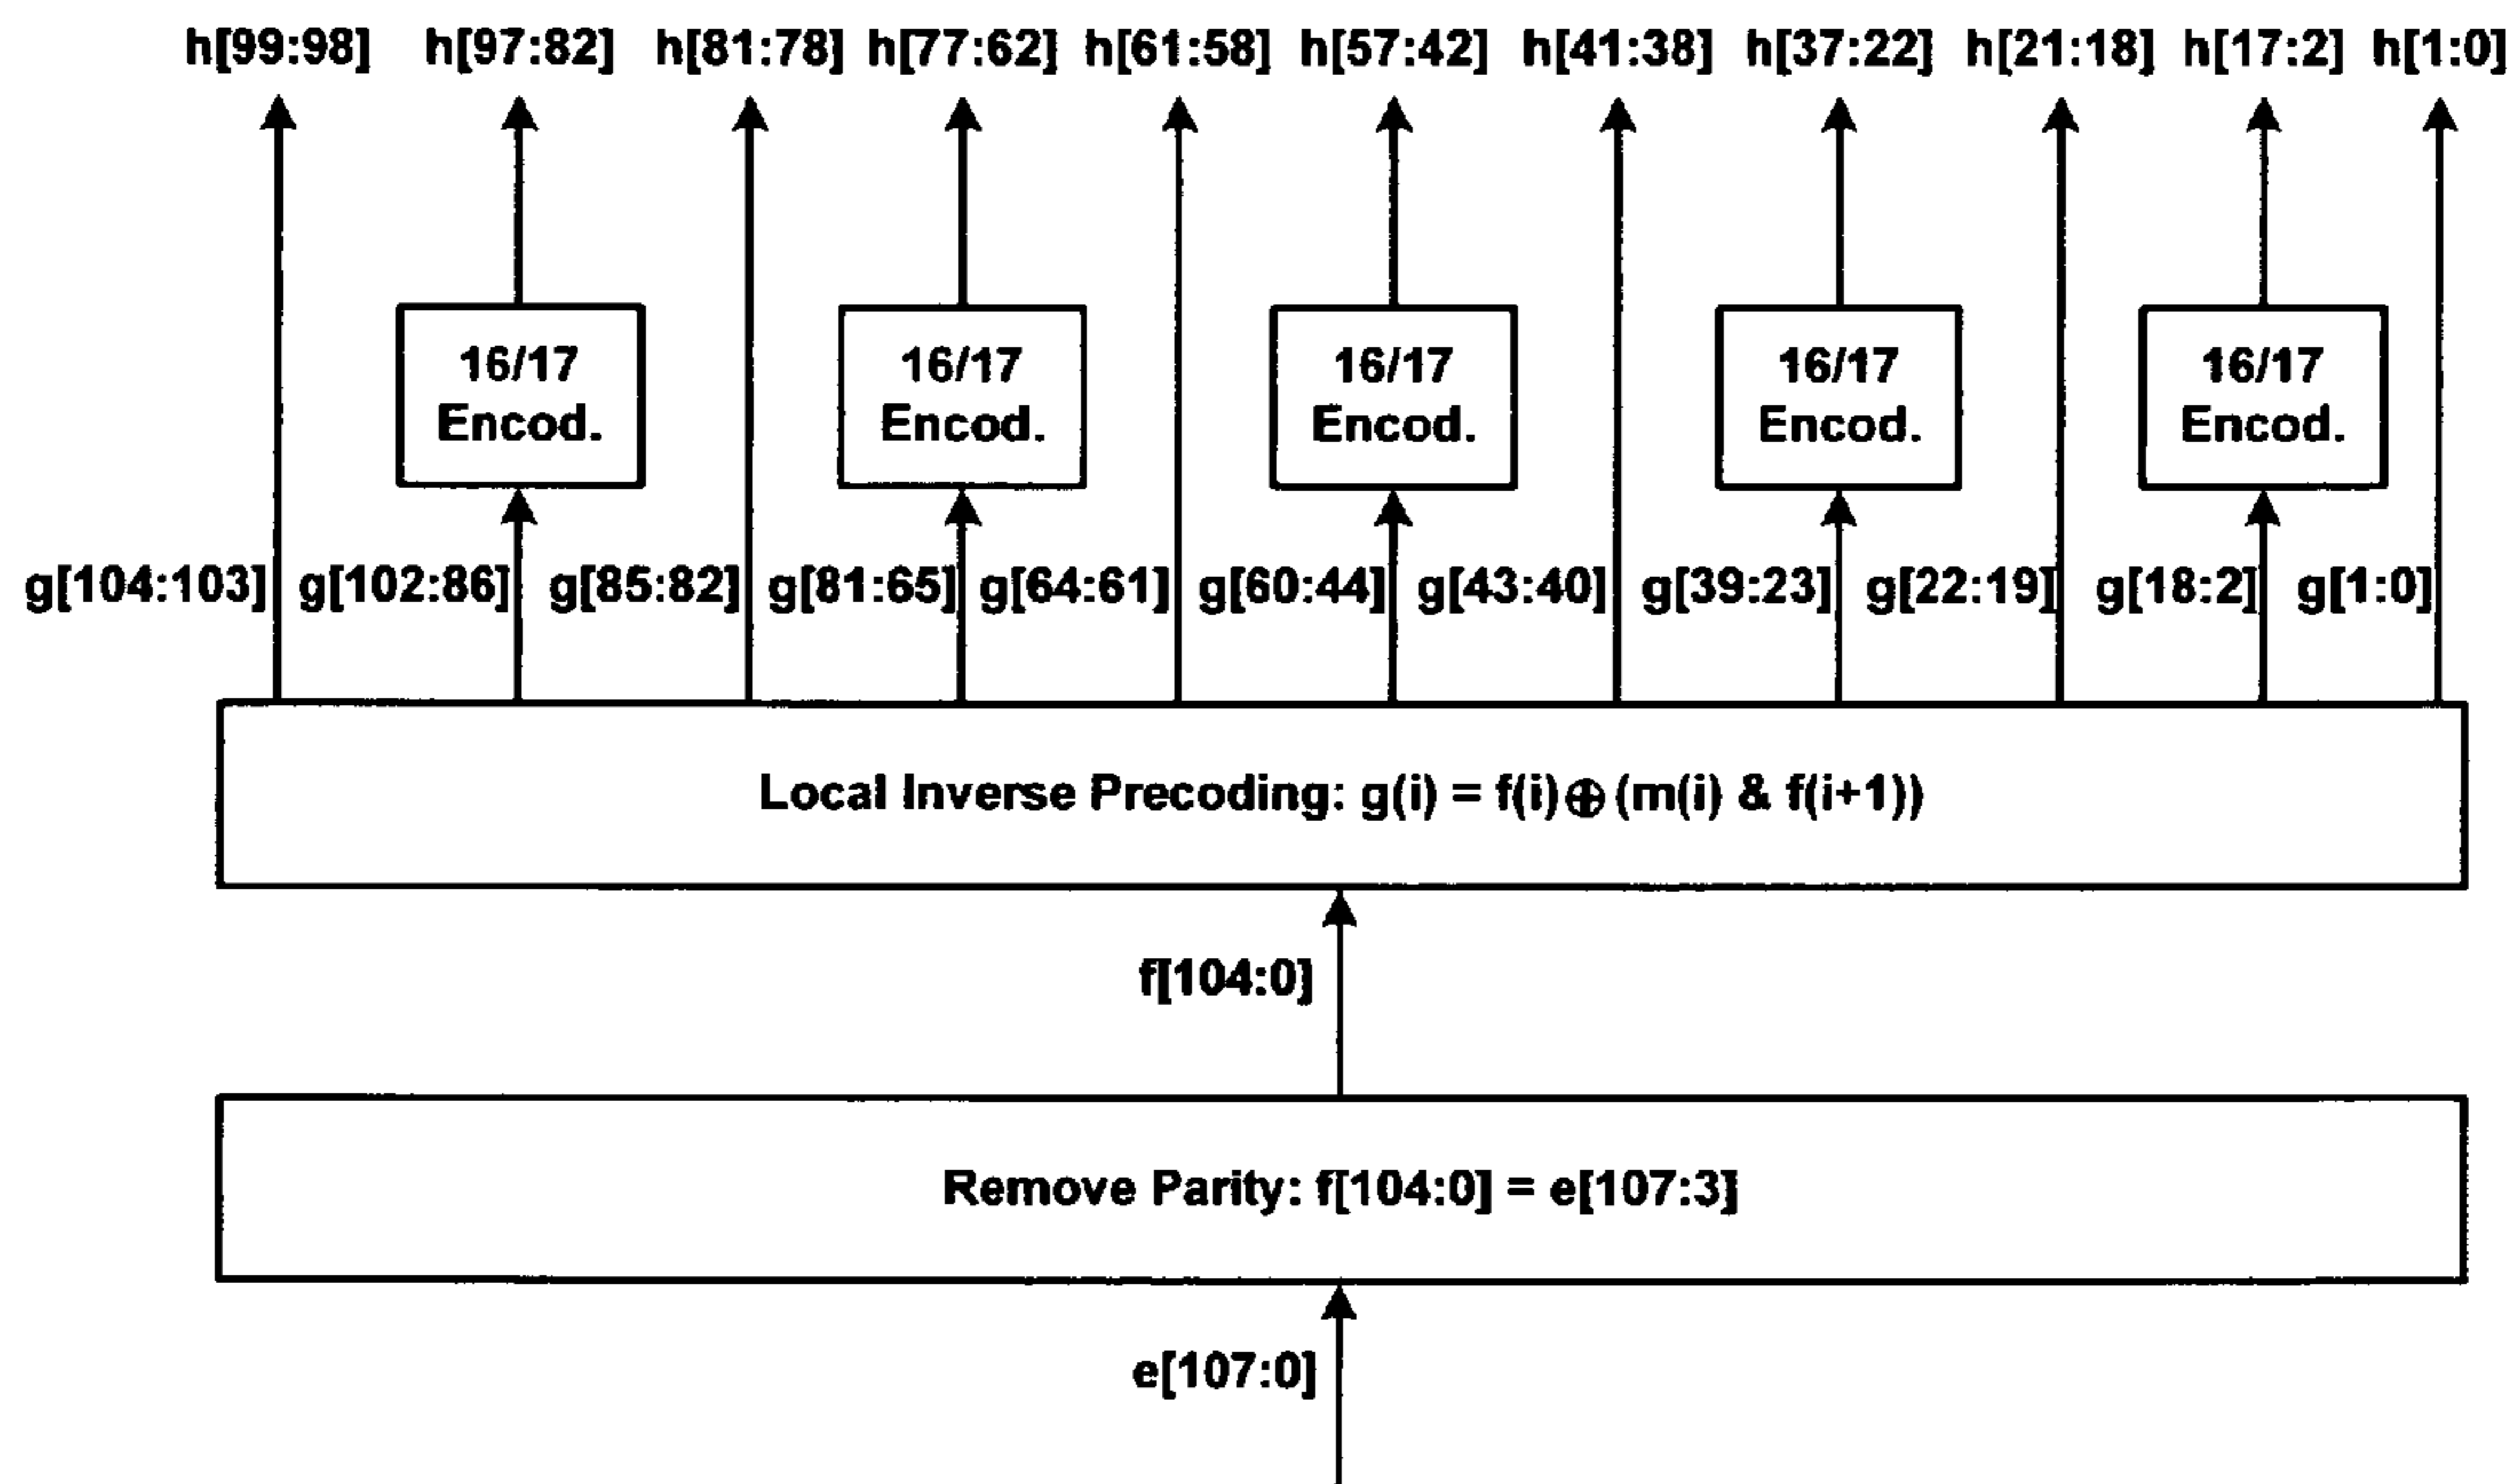 h[99:98] h[97:82] h[81:78] h[77:62] h[61:58] h[57:42] h[41:38] h[37:22] h[21:18] h[17:2] h[1:0]
16/17 16/17 16/17 16/17 16/17
Encod. Encod. Encod. Encod. Encod.
g[104:103] g[102:86] g[85:82] g[81:65] g[64:61] g[60:44] g[43:40] g[39:23] g[22:19] g[18:2] g[1:0]
Local Inverse Precoding: g(i) = f(i)⊕(m(i) & f(i+1))
f[104:0]
Remove Parity: f[104:0] = e[107:3]
e[107:0]